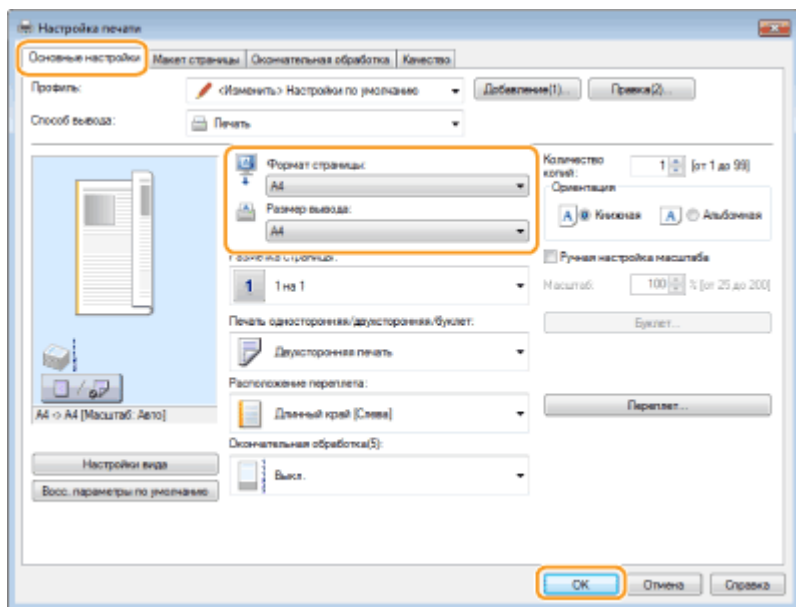 Настройка печати
Основные настройки Макет страницы Окончательная обработка Качество
Профиль: <Изменить> Настройки по умолчанию Добавление(1)... Правка(2)...
Способ вывода: Печать
Формат страницы:
A4
Размер вывода:
A4
Количество копий: 1 [от 1 до 99]
Ориентация
A Книжная A Альбомная
Разметка страницы:
1 1 на 1
Ручная настройка масштаба
Масштаб: 100 % [от 25 до 200]
Печать односторонняя/двухсторонняя/буклет:
Двухсторонняя печать
Буклет...
Расположение переплета:
Длинный край [Слева]
Переплет...
A4 -> A4 [Масштаб: Авто]
Окончательная обработка(5):
Выкл.
Настройки вида
Восс. параметры по умолчанию
OK Отмена Справка